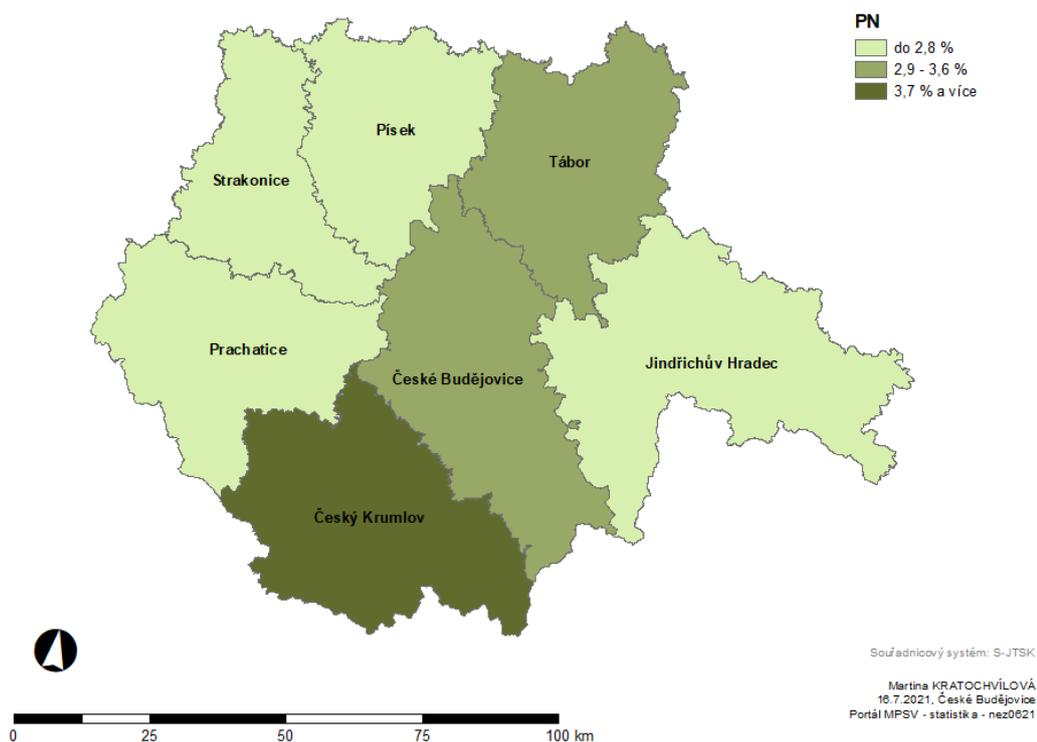 PN
do 2,8 %
2,9 - 3,6 %
3,7 % a více
Písek
Tábor
Strakonice
Prachatice
Jindřichův Hradec
České Budějovice
Český Krumlov
Souřadnicový systém: S-JTSK
Martina KRATOCHVÍLOVÁ
16.7.2021, České Budějovice
Portál MPSV - statistika - nez0621
0 25 50 75 100 km